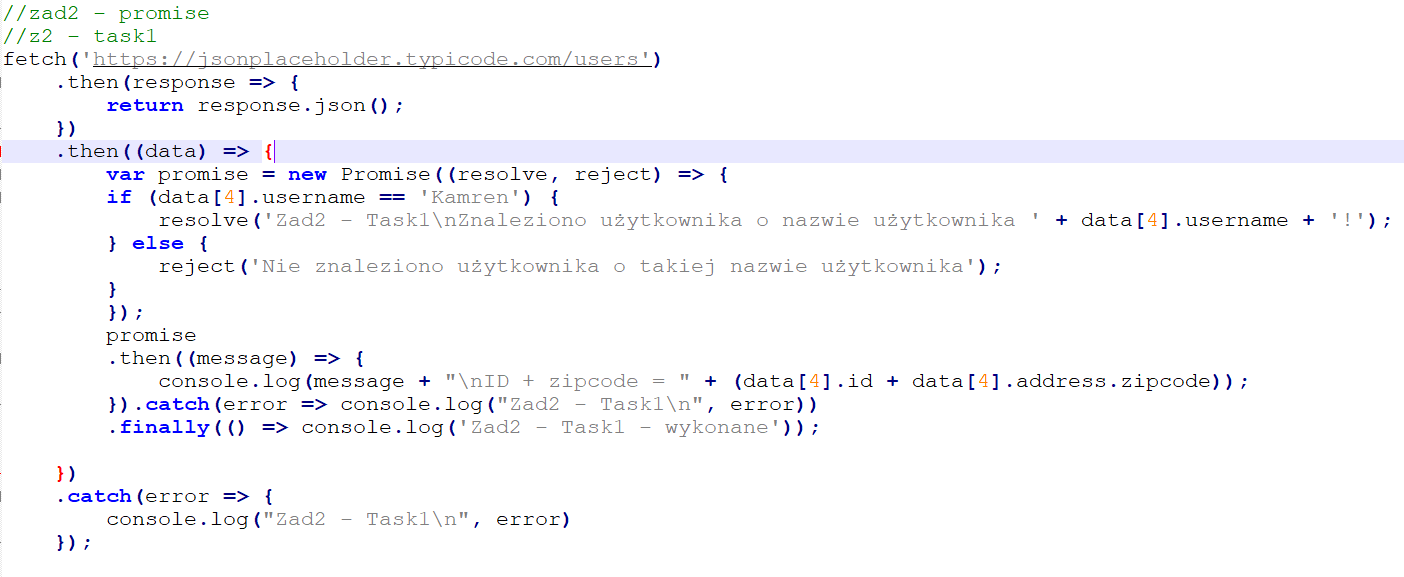 //zad2 - promise
//z2 - task1
fetch('https://jsonplaceholder.typicode.com/users')
    .then(response => {
        return response.json();
    })
    .then((data) => {
        var promise = new Promise((resolve, reject) => {
        if (data[4].username == 'Kamren') {
            resolve('Zad2 - Task1\nZnaleziono użytkownika o nazwie użytkownika ' + data[4].username + '!');
        } else {
            reject('Nie znaleziono użytkownika o takiej nazwie użytkownika');
        }
        });
        promise
        .then((message) => {
            console.log(message + "\nID + zipcode = " + (data[4].id + data[4].address.zipcode));
        }).catch(error => console.log("Zad2 - Task1\n", error))
        .finally(() => console.log('Zad2 - Task1 - wykonane'));
    })
    .catch(error => {
        console.log("Zad2 - Task1\n", error)
    });